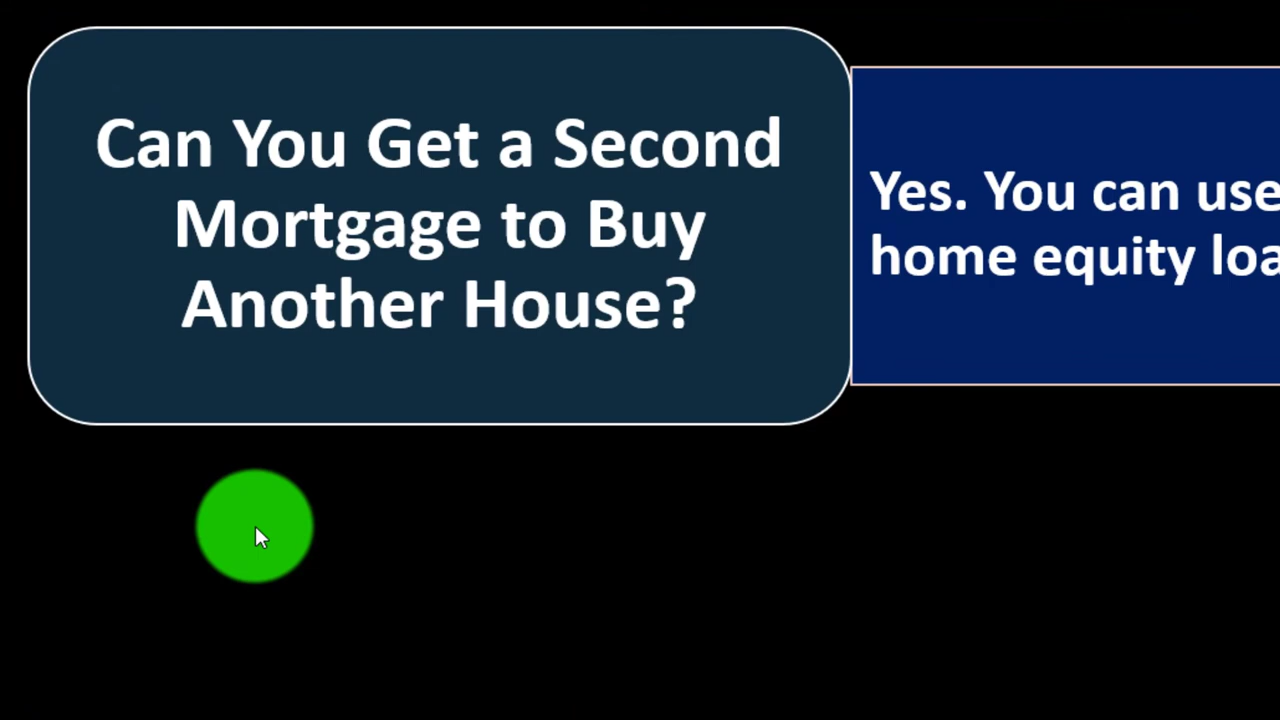 Can You Get a Second
Mortgage to Buy
Another House?
Yes. You can use
home equity